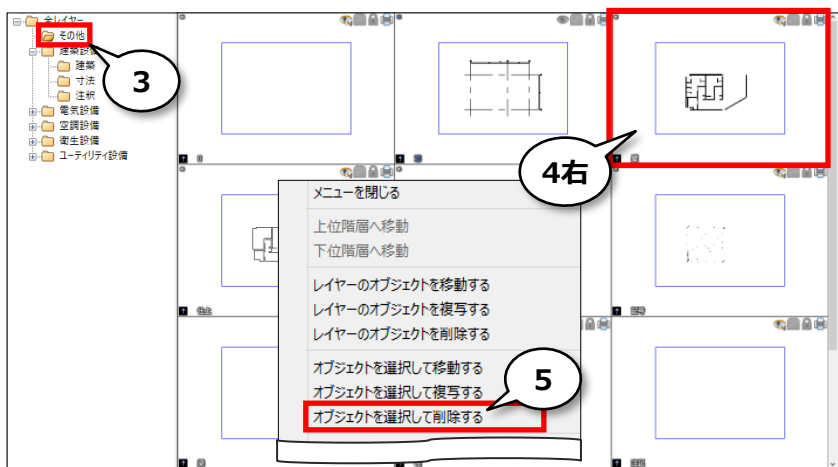 全レイヤー
その他
建築設備
建築
寸法
注釈
電気設備
空調設備
衛生設備
ユーティリティ設備
3
4右
0
仕上
記号
メニューを閉じる
上位階層へ移動
下位階層へ移動
レイヤーのオブジェクトを移動する
レイヤーのオブジェクトを複写する
レイヤーのオブジェクトを削除する
オブジェクトを選択して移動する
オブジェクトを選択して複写する
オブジェクトを選択して削除する
5